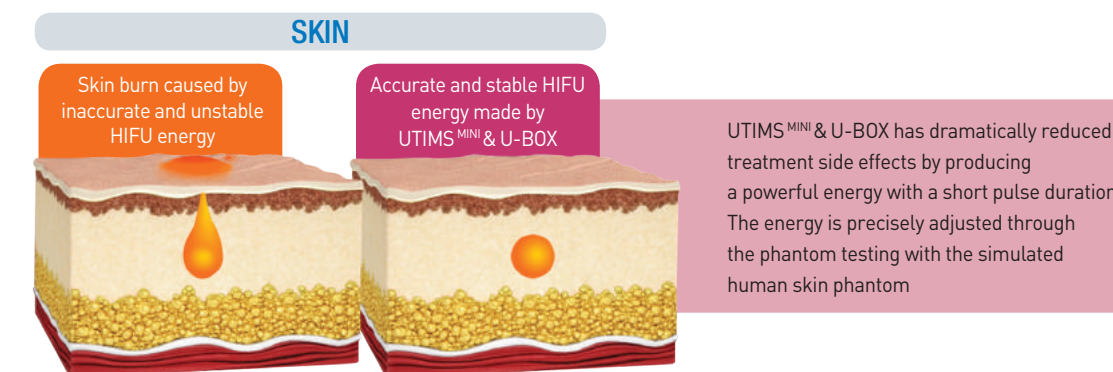 SKIN
Skin burn caused by
inaccurate and unstable
HIFU energy
Accurate and stable HIFU
energy made by
UTIMS MINI & U-BOX
UTIMS MINI & U-BOX has dramatically reduced
treatment side effects by producing
a powerful energy with a short pulse duration
The energy is precisely adjusted through
the phantom testing with the simulated
human skin phantom